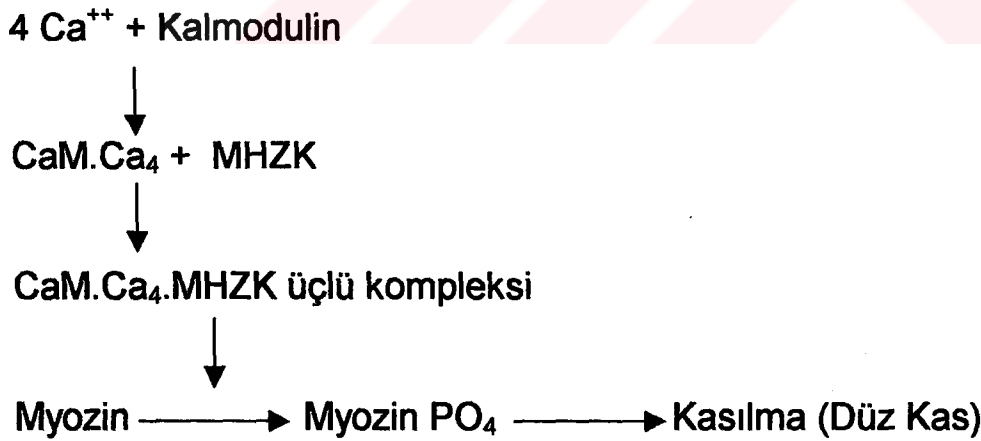 4 Ca⁺⁺ + Kalmodulin
CaM.Ca₄ + MHZK
CaM.Ca₄.MHZK üçlü kompleksi
Myozin → Myozin PO₄ → Kasılma (Düz Kas)